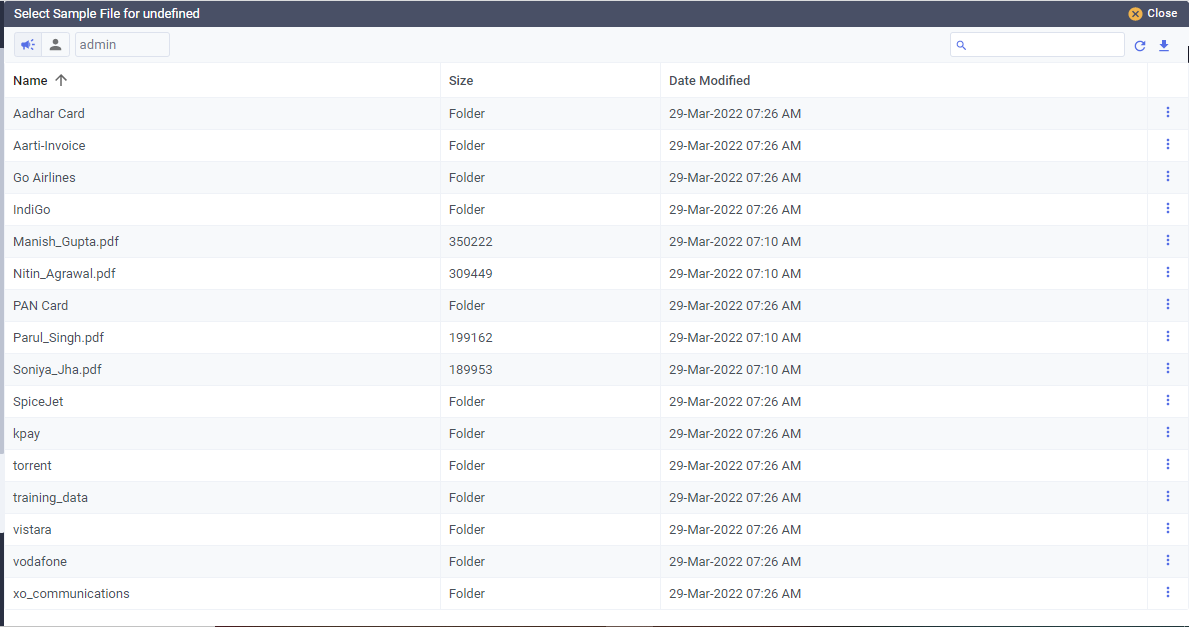 Select Sample File for undefined Close
admin
Name Size Date Modified
Aadhar Card Folder 29-Mar-2022 07:26 AM
Aarti-Invoice Folder 29-Mar-2022 07:26 AM
Go Airlines Folder 29-Mar-2022 07:26 AM
IndiGo Folder 29-Mar-2022 07:26 AM
Manish_Gupta.pdf 350222 29-Mar-2022 07:10 AM
Nitin_Agrawal.pdf 309449 29-Mar-2022 07:10 AM
PAN Card Folder 29-Mar-2022 07:26 AM
Parul_Singh.pdf 199162 29-Mar-2022 07:10 AM
Soniya_Jha.pdf 189953 29-Mar-2022 07:10 AM
SpiceJet Folder 29-Mar-2022 07:26 AM
kpay Folder 29-Mar-2022 07:26 AM
torrent Folder 29-Mar-2022 07:26 AM
training_data Folder 29-Mar-2022 07:26 AM
vistara Folder 29-Mar-2022 07:26 AM
vodafone Folder 29-Mar-2022 07:26 AM
xo_communications Folder 29-Mar-2022 07:26 AM